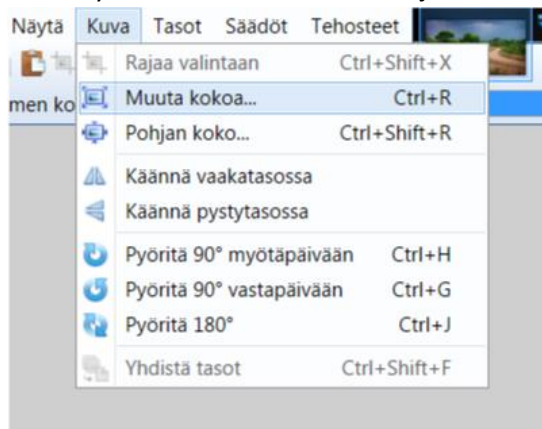 Näytä Kuva Tasot Säädöt Tehosteet
Rajaa valintaan Ctrl+Shift+X
men ko
Muuta kokoa... Ctrl+R
Pohjan koko... Ctrl+Shift+R
Käännä vaakatasossa
Käännä pystytasossa
Pyöritä 90° myötäpäivään Ctrl+H
Pyöritä 90° vastapäivään Ctrl+G
Pyöritä 180° Ctrl+J
Yhdistä tasot Ctrl+Shift+F